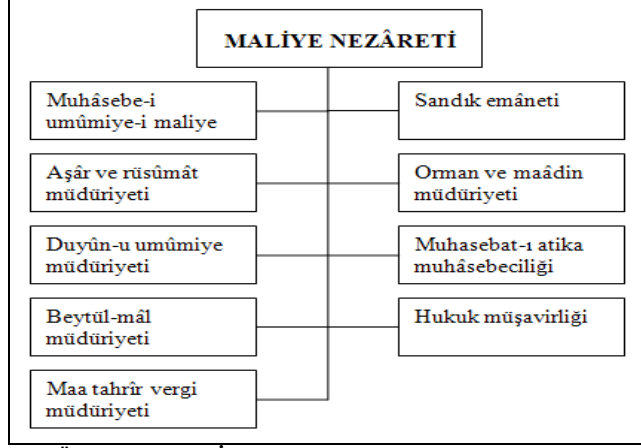 MALİYE NEZÂRETİ
Muhâsebe-i
umûmiye-i maliye
Aşâr ve rüsûmât
müdüriyeti
Duyûn-u umûmiye
müdüriyeti
Beytül-mâl
müdüriyeti
Maa tahrîr vergi
müdüriyeti
Sandık emâneti
Orman ve maâdin
müdüriyeti
Muhasebat-ı atika
muhâsebeciliği
Hukuk müşavirliği